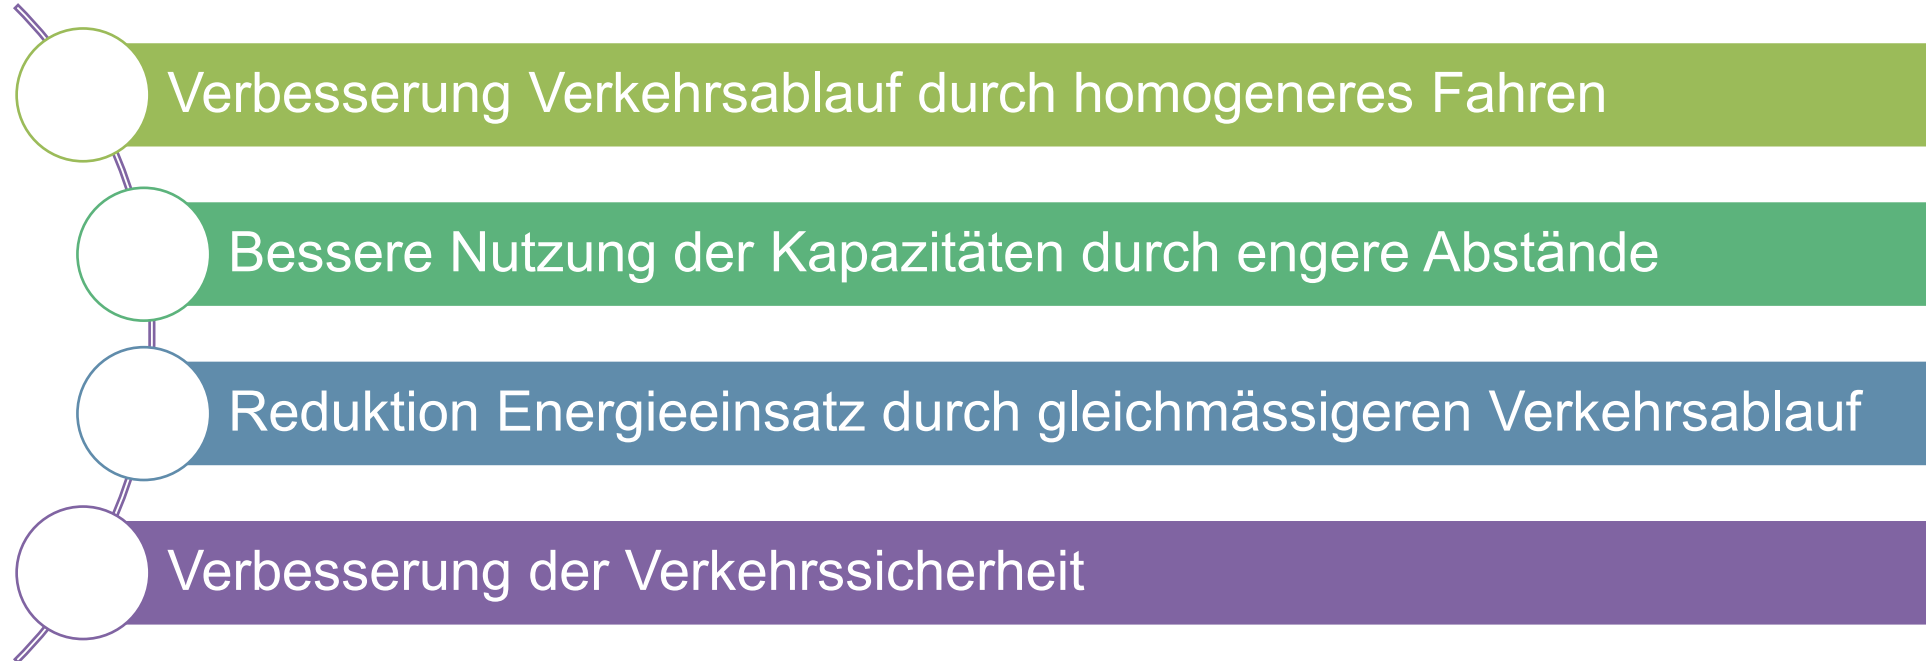 Verbesserung Verkehrsablauf durch homogeneres Fahren
Bessere Nutzung der Kapazitäten durch engere Abstände
Reduktion Energieeinsatz durch gleichmässigeren Verkehrsablauf
Verbesserung der Verkehrssicherheit